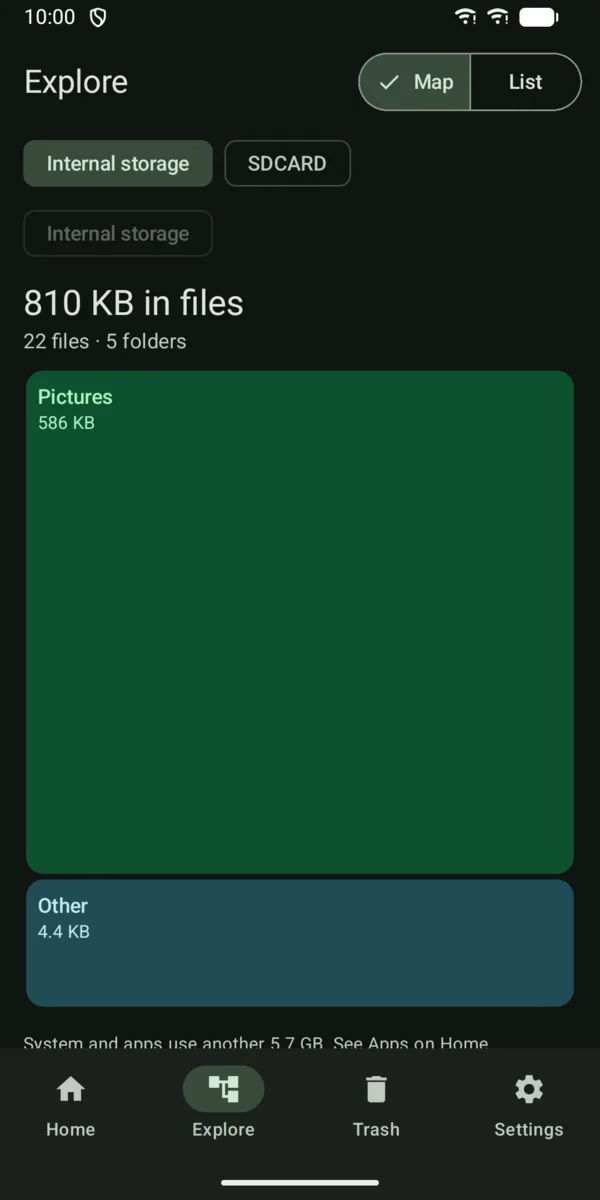 10:00
Explore
Map
List
Internal storage
SDCARD
Internal storage
810 KB in files
22 files · 5 folders
Pictures
586 KB
Other
4.4 KB
System and apps use another 5.7 GB. See Apps on Home
Home
Explore
Trash
Settings